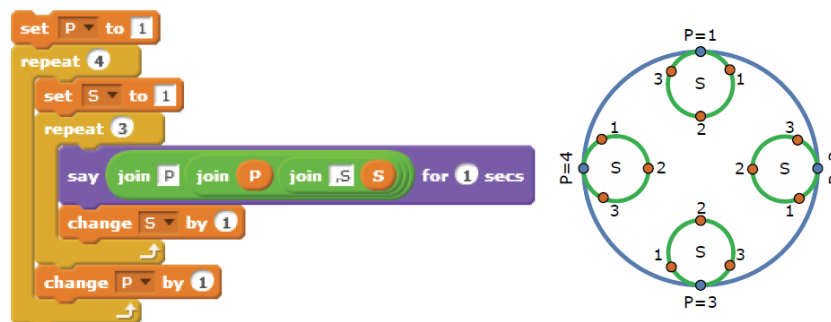 set P to 1
repeat 4
set S to 1
repeat 3
say join P join P join ,S S for 1 secs
change S by 1
change P by 1
P=1
3 S 1
2
P=4
1
S 2
3
3
2 S
1
2
1 S 3
P=3